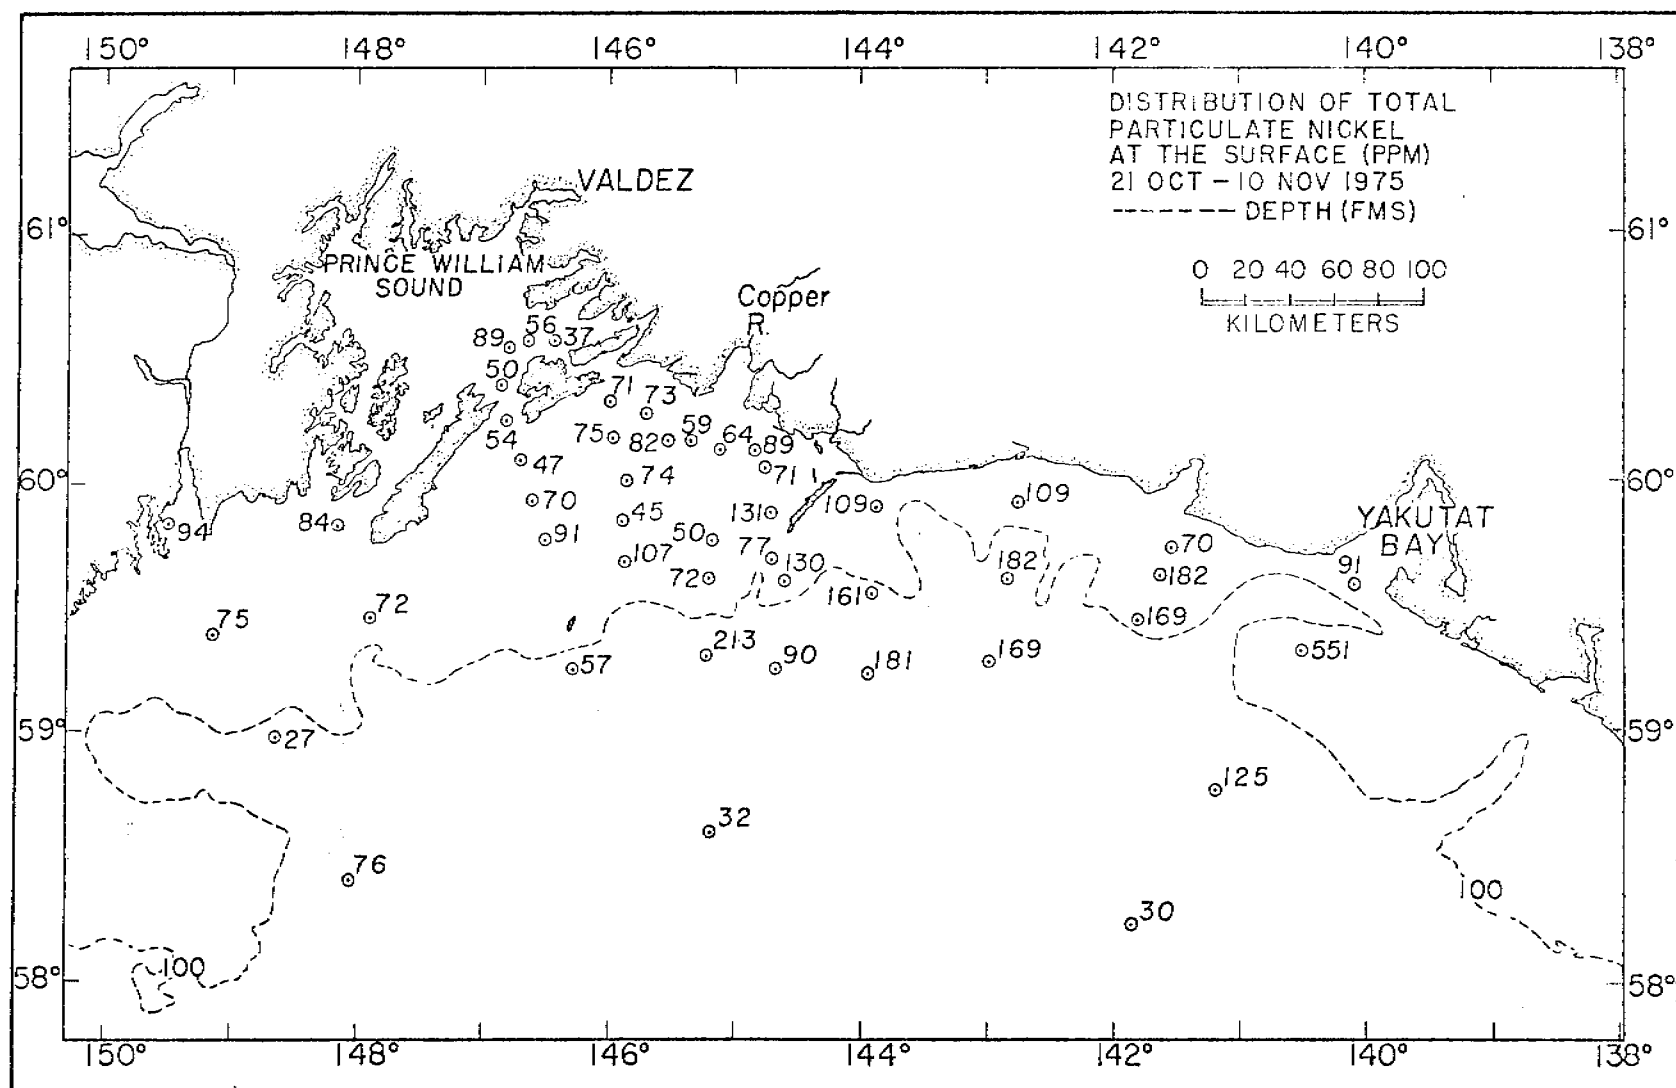 150° 148° 146° 144° 142° 140° 138°
DISTRIBUTION OF TOTAL
PARTICULATE NICKEL
AT THE SURFACE (PPM)
21 OCT - 10 NOV 1975
------- DEPTH (FMS)
VALDEZ
61° 61°
PRINCE WILLIAM
SOUND
0 20 40 60 80 100
KILOMETERS
Copper
R.
89 56 37
50
71 73
54 75 82 59 64 89
47 74 71
60° 60°
70 109 109
94 84 45 131
YAKUTAT
BAY
91 50 70
107 77 130 182 182 91
72 161
75 72 169
213 551
57 90 181 169
59° 59°
27
125
32
76
100
30
100
58° 58°
150° 148° 146° 144° 142° 140° 138°